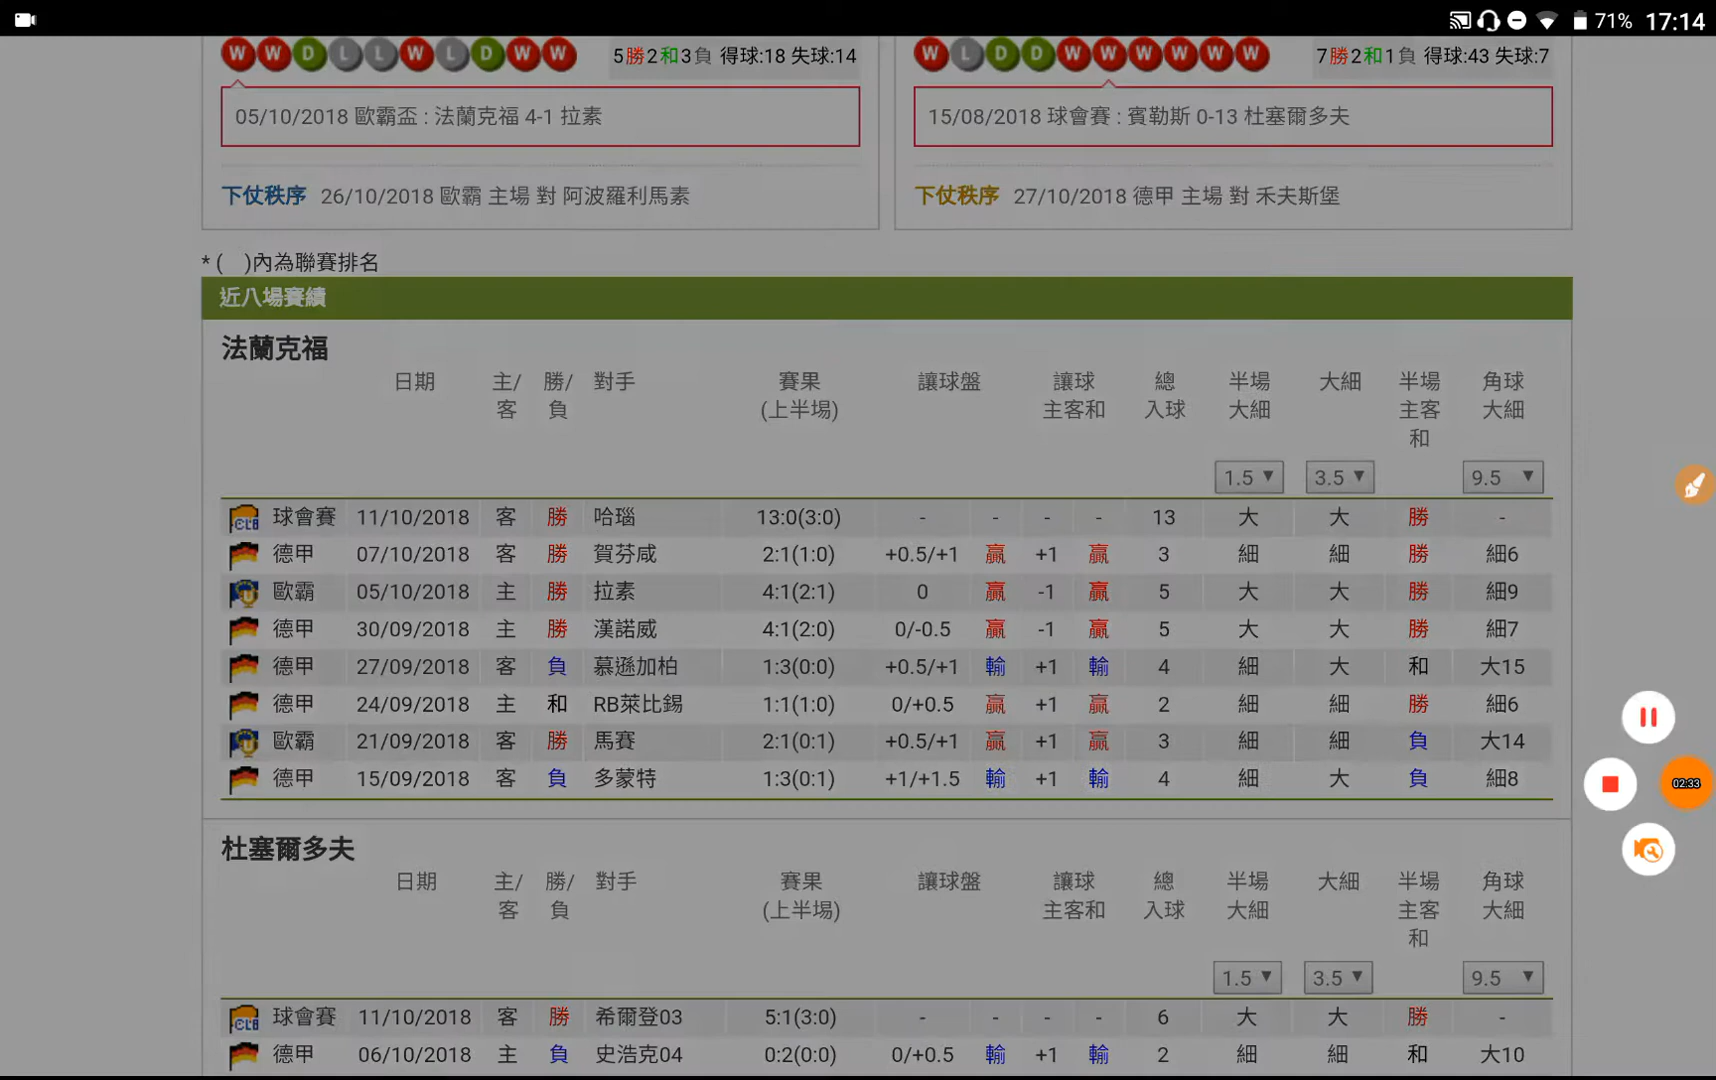 71% 17:14
W W D L L W L D W W 5勝2和3負 得球:18 失球:14
W L D D W W W W W W 7勝2和1負 得球:43 失球:7
05/10/2018 歐霸盃 : 法蘭克福 4-1 拉素
15/08/2018 球會賽 : 賓勒斯 0-13 杜塞爾多夫
下仗秩序 26/10/2018 歐霸 主場 對 阿波羅利馬素
下仗秩序 27/10/2018 德甲 主場 對 禾夫斯堡
* ( )內為聯賽排名
近八場賽績
法蘭克福
日期 主/客 勝/負 對手 賽果(上半場) 讓球盤 讓球主客和 總入球 半場大細 大細 半場主客和 角球大細
1.5 3.5 9.5
球會賽 11/10/2018 客 勝 哈瑙 13:0(3:0) - - - - 13 大 大 勝 -
德甲 07/10/2018 客 勝 賀芬咸 2:1(1:0) +0.5/+1 贏 +1 贏 3 細 細 勝 細6
歐霸 05/10/2018 主 勝 拉素 4:1(2:1) 0 贏 -1 贏 5 大 大 勝 細9
德甲 30/09/2018 主 勝 漢諾威 4:1(2:0) 0/-0.5 贏 -1 贏 5 大 大 勝 細7
德甲 27/09/2018 客 負 慕遜加柏 1:3(0:0) +0.5/+1 輸 +1 輸 4 細 大 和 大15
德甲 24/09/2018 主 和 RB萊比錫 1:1(1:0) 0/+0.5 贏 +1 贏 2 細 細 勝 細6
歐霸 21/09/2018 客 勝 馬賽 2:1(0:1) +0.5/+1 贏 +1 贏 3 細 細 負 大14
德甲 15/09/2018 客 負 多蒙特 1:3(0:1) +1/+1.5 輸 +1 輸 4 細 大 負 細8
02:33
杜塞爾多夫
日期 主/客 勝/負 對手 賽果(上半場) 讓球盤 讓球主客和 總入球 半場大細 大細 半場主客和 角球大細
1.5 3.5 9.5
球會賽 11/10/2018 客 勝 希爾登03 5:1(3:0) - - - - 6 大 大 勝 -
德甲 06/10/2018 主 負 史浩克04 0:2(0:0) 0/+0.5 輸 +1 輸 2 細 細 和 大10